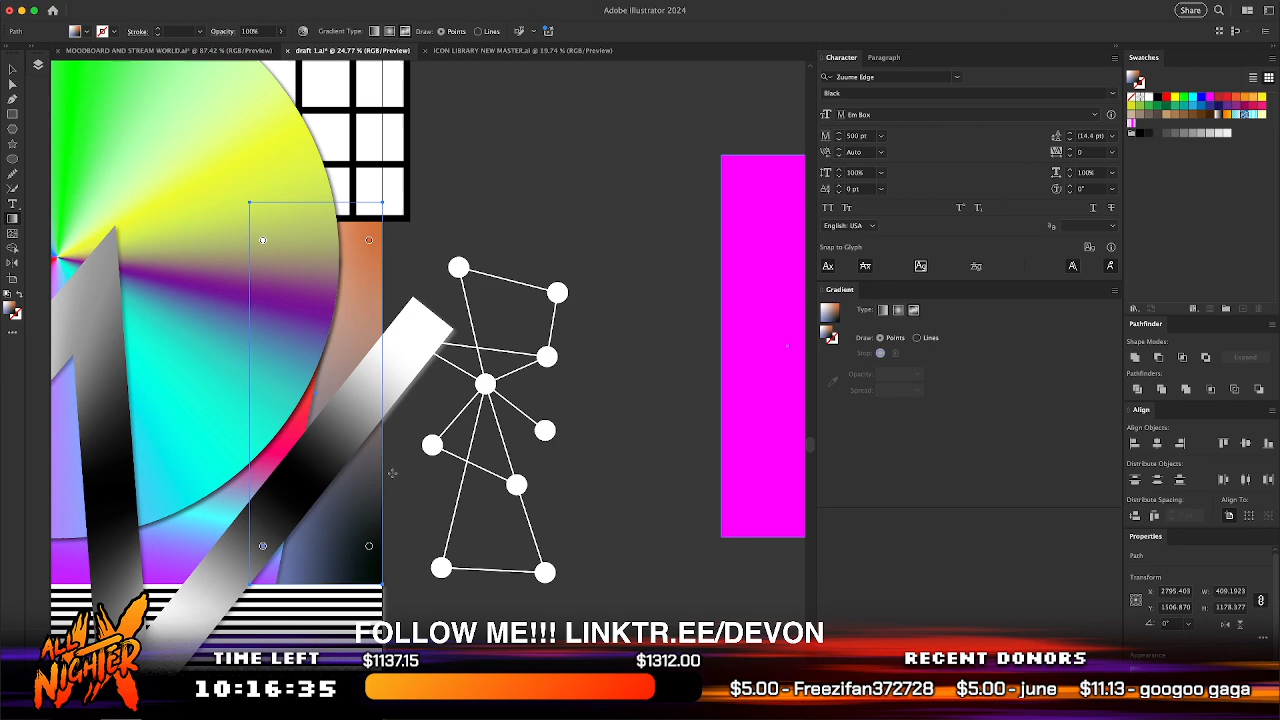 Adobe Illustrator 2024
Share
Path
Stroke:
Opacity: 100%
Gradient Type:
Draw: Points Lines
MOODBOARD AND STREAM WORLD.ai* @ 87.42 % (RGB/Preview)
draft 1.ai* @ 24.77 % (RGB/Preview)
ICON LIBRARY NEW MASTER.ai @ 19.74 % (RGB/Preview)
Character
Paragraph
Zuume Edge
Black
Em Box
500 pt
(14.4 pt)
Auto
0
100%
100%
0 pt
0°
English: USA
Snap to Glyph
Gradient
Type:
Draw: Points Lines
Stop:
Opacity:
Spread:
Swatches
Pathfinder
Shape Modes:
Expand
Pathfinders:
Align
Align Objects:
Distribute Objects:
Distribute Spacing:
Align To:
Properties
Path
Transform
X: 2795.403
W: 409.1923
Y: 1506.870
H: 1178.377
0°
Appearance
FOLLOW ME!!! LINKTR.EE/DEVON
ALL
NIGHTER
TIME LEFT
10:16:35
$1137.15
$1312.00
RECENT DONORS
$5.00 - Freezifan372728
$5.00 - june
$11.13 - googoo gaga